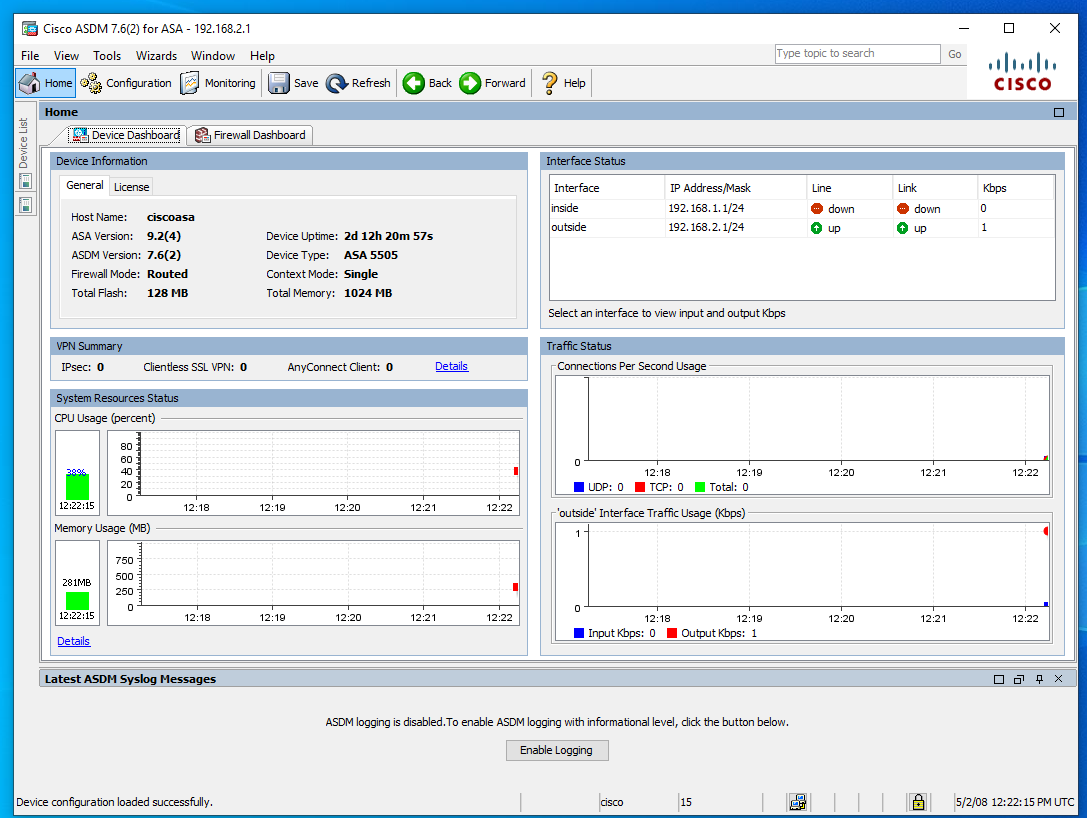 Cisco ASDM 7.6(2) for ASA - 192.168.2.1
File View Tools Wizards Window Help
Type topic to search Go
Home Configuration Monitoring Save Refresh Back Forward Help
CISCO
Device List
Home
Device Dashboard Firewall Dashboard
Device Information
General License
Host Name: ciscoasa
ASA Version: 9.2(4) Device Uptime: 2d 12h 20m 57s
ASDM Version: 7.6(2) Device Type: ASA 5505
Firewall Mode: Routed Context Mode: Single
Total Flash: 128 MB Total Memory: 1024 MB
Interface Status
Interface IP Address/Mask Line Link Kbps
inside 192.168.1.1/24 down down 0
outside 192.168.2.1/24 up up 1
Select an interface to view input and output Kbps
VPN Summary
IPsec: 0 Clientless SSL VPN: 0 AnyConnect Client: 0 Details
System Resources Status
CPU Usage (percent)
38%
12:22:15
80
60
40
20
0
12:18 12:19 12:20 12:21 12:22
Memory Usage (MB)
281MB
12:22:15
750
500
250
0
12:18 12:19 12:20 12:21 12:22
Details
Traffic Status
Connections Per Second Usage
0
12:18 12:19 12:20 12:21 12:22
UDP: 0 TCP: 0 Total: 0
'outside' Interface Traffic Usage (Kbps)
1
0
12:18 12:19 12:20 12:21 12:22
Input Kbps: 0 Output Kbps: 1
Latest ASDM Syslog Messages
ASDM logging is disabled.To enable ASDM logging with informational level, click the button below.
Enable Logging
Device configuration loaded successfully. cisco 15 5/2/08 12:22:15 PM UTC